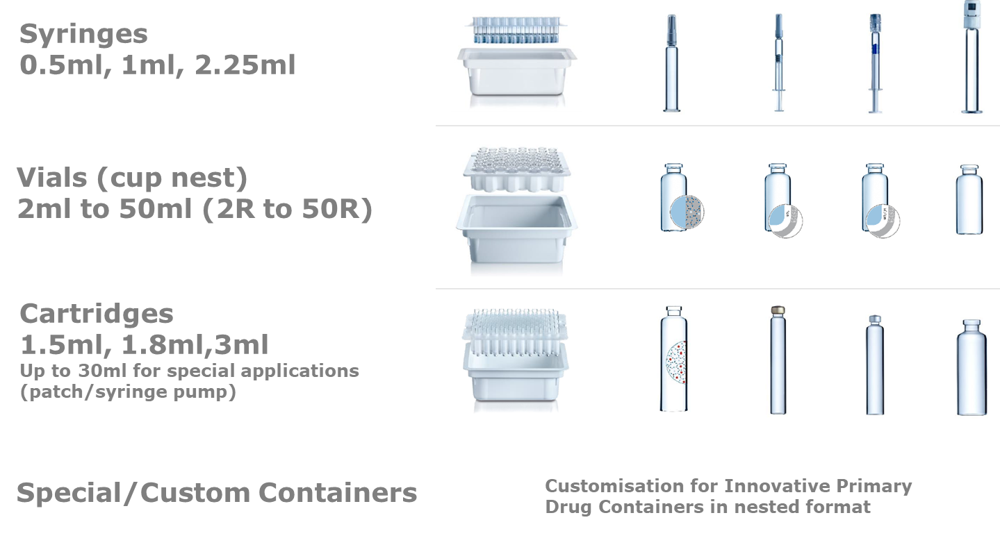 Syringes
0.5ml, 1ml, 2.25ml
Vials (cup nest)
2ml to 50ml (2R to 50R)
Cartridges
1.5ml, 1.8ml,3ml
Up to 30ml for special applications
(patch/syringe pump)
Special/Custom Containers
Customisation for Innovative Primary
Drug Containers in nested format